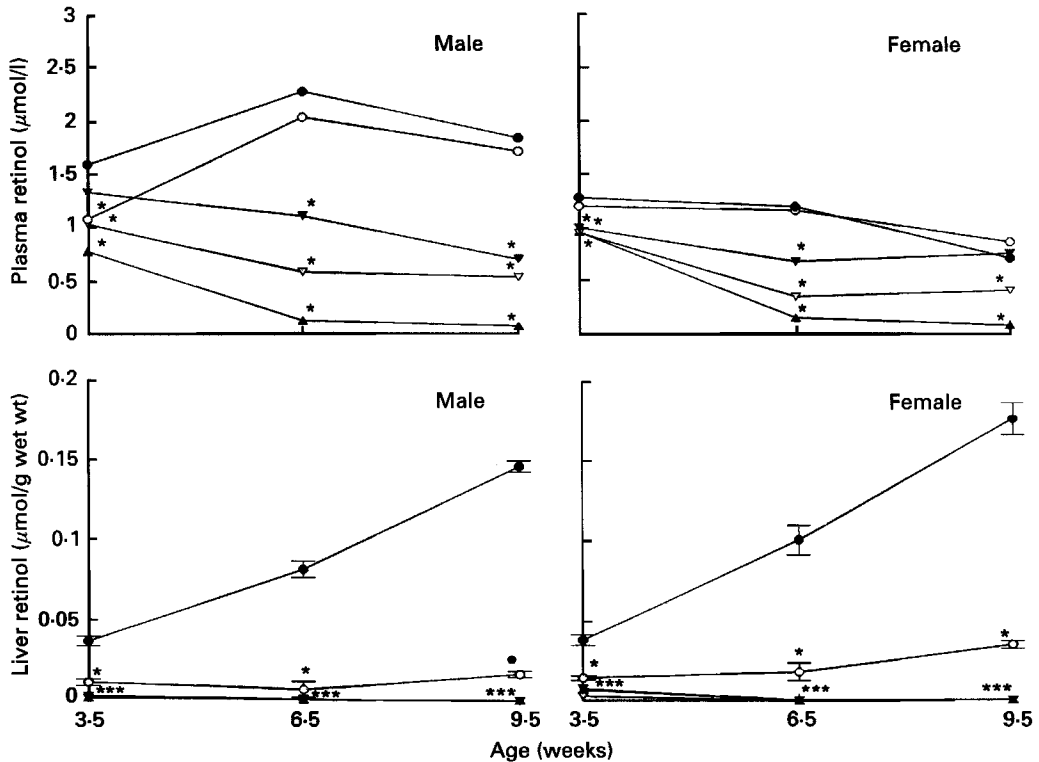 Male
Female
Plasma retinol (μmol/l)
3
2·5
2
1·5
1
0·5
0
Male
Female
Liver retinol (μmol/g wet wt)
0·2
0·15
0·1
0·05
0
3·5
6·5
9·5
3·5
6·5
9·5
Age (weeks)